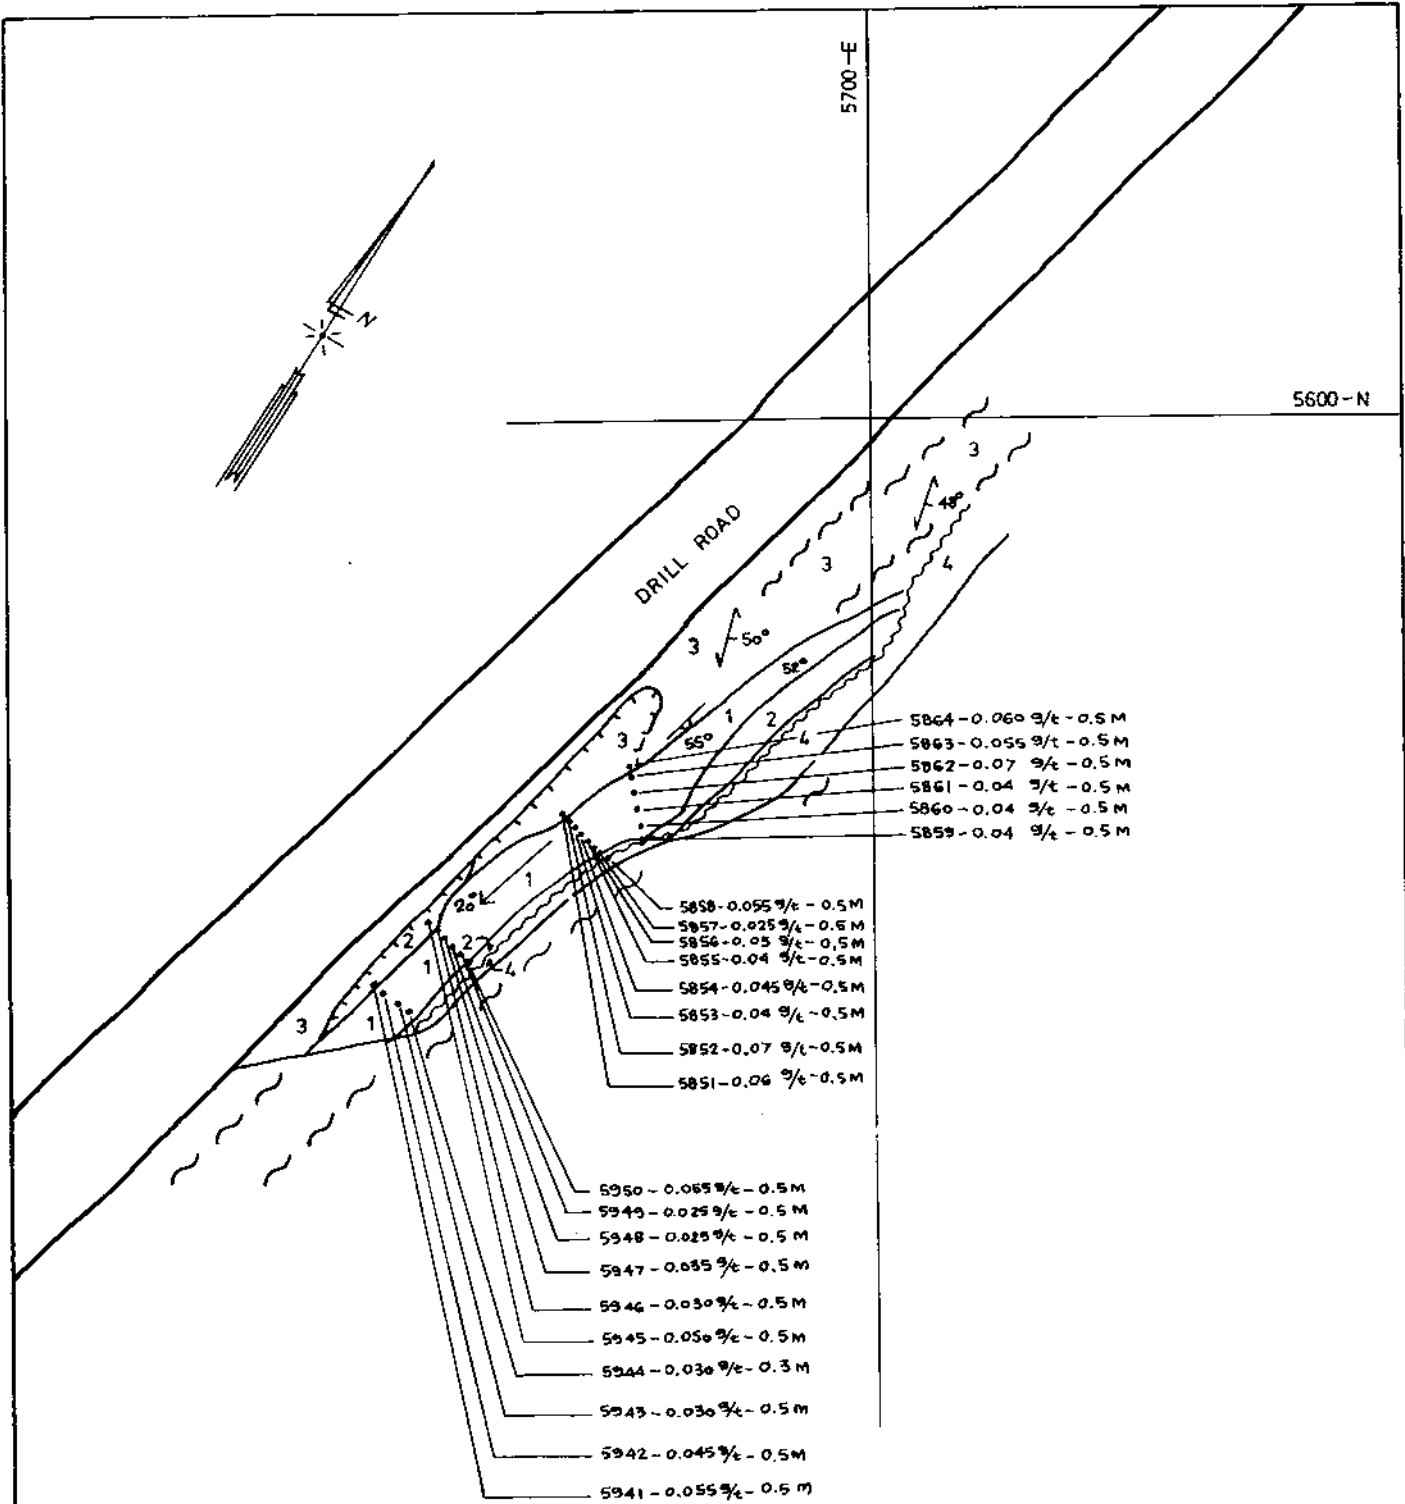 5700-E
N
5600-N
3
48°
DRILL ROAD
3
4
3
50°
52°
1
2
5864-0.060 g/t-0.5M
3
55°
4
5863-0.055 g/t-0.5M
5862-0.07 g/t-0.5M
5861-0.04 g/t-0.5M
5860-0.04 g/t-0.5M
5859-0.04 g/t-0.5M
1
20°
5858-0.055 g/t-0.5M
5857-0.025 g/t-0.5M
2
2
5856-0.05 g/t-0.5M
5855-0.04 g/t-0.5M
1
4
5854-0.045 g/t-0.5M
3
1
5853-0.04 g/t-0.5M
5852-0.07 g/t-0.5M
5851-0.06 g/t-0.5M
5950-0.065 g/t-0.5M
5949-0.025 g/t-0.5M
5948-0.025 g/t-0.5M
5947-0.035 g/t-0.5M
5946-0.030 g/t-0.5M
5945-0.050 g/t-0.5M
5944-0.030 g/t-0.3M
5943-0.030 g/t-0.5M
5942-0.045 g/t-0.5M
5941-0.055 g/t-0.5M